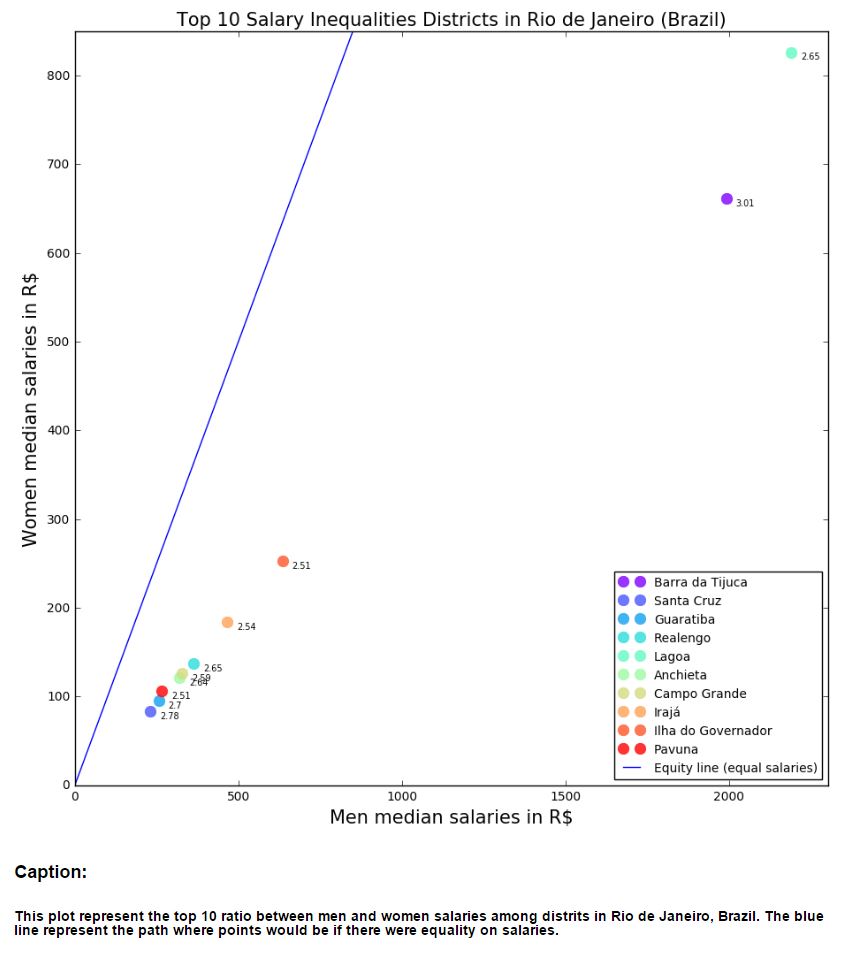 Top 10 Salary Inequalities Districts in Rio de Janeiro (Brazil)
800
700
600
500
400
300
200
100
0
Women median salaries in R$
2.65
3.01
2.51
2.54
2.65
2.59
2.64
2.51
2.7
2.78
Barra da Tijuca
Santa Cruz
Guaratiba
Realengo
Lagoa
Anchieta
Campo Grande
Irajá
Ilha do Governador
Pavuna
Equity line (equal salaries)
0 500 1000 1500 2000
Men median salaries in R$
Caption:
This plot represent the top 10 ratio between men and women salaries among distrits in Rio de Janeiro, Brazil. The blue
line represent the path where points would be if there were equality on salaries.